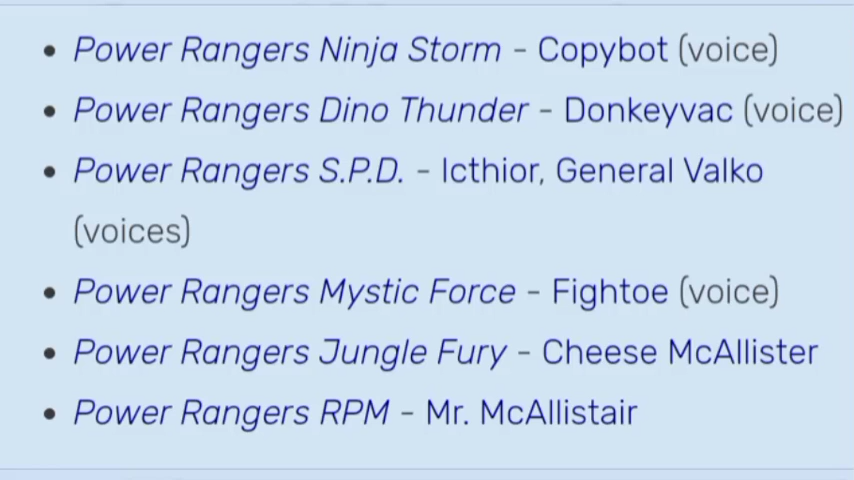 • Power Rangers Ninja Storm - Copybot (voice)
• Power Rangers Dino Thunder - Donkeyvac (voice)
• Power Rangers S.P.D. - Icthior, General Valko
(voices)
• Power Rangers Mystic Force - Fightoe (voice)
• Power Rangers Jungle Fury - Cheese McAllister
• Power Rangers RPM - Mr. McAllistair